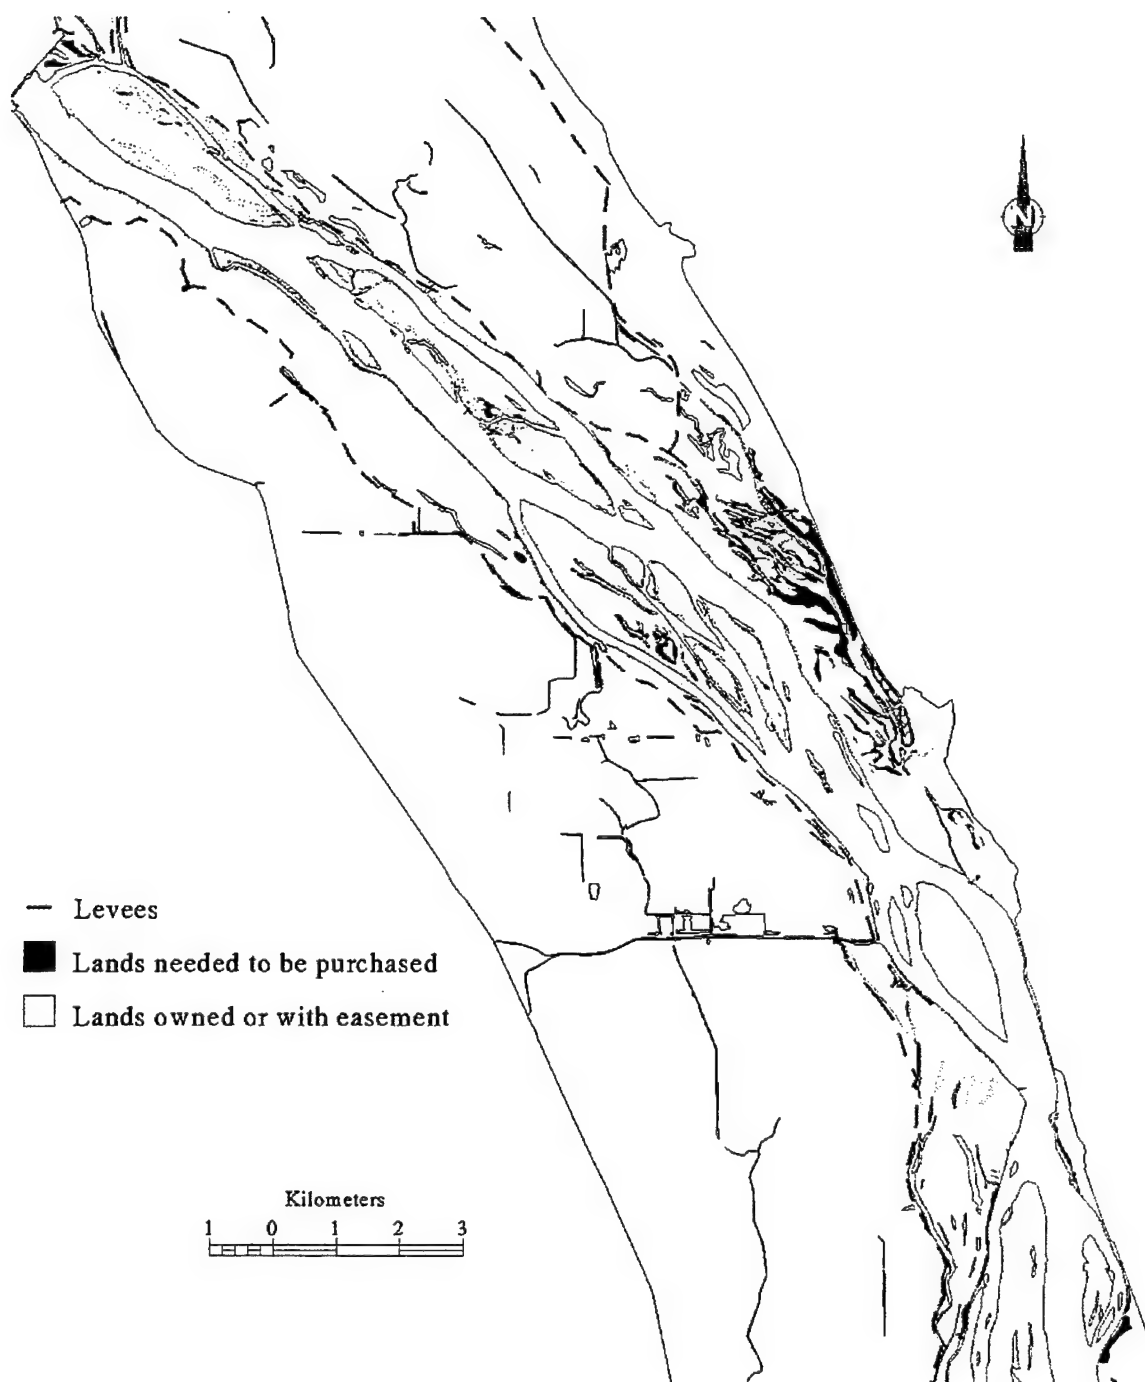 N
Levees
Lands needed to be purchased
Lands owned or with easement
Kilometers
1 0 1 2 3